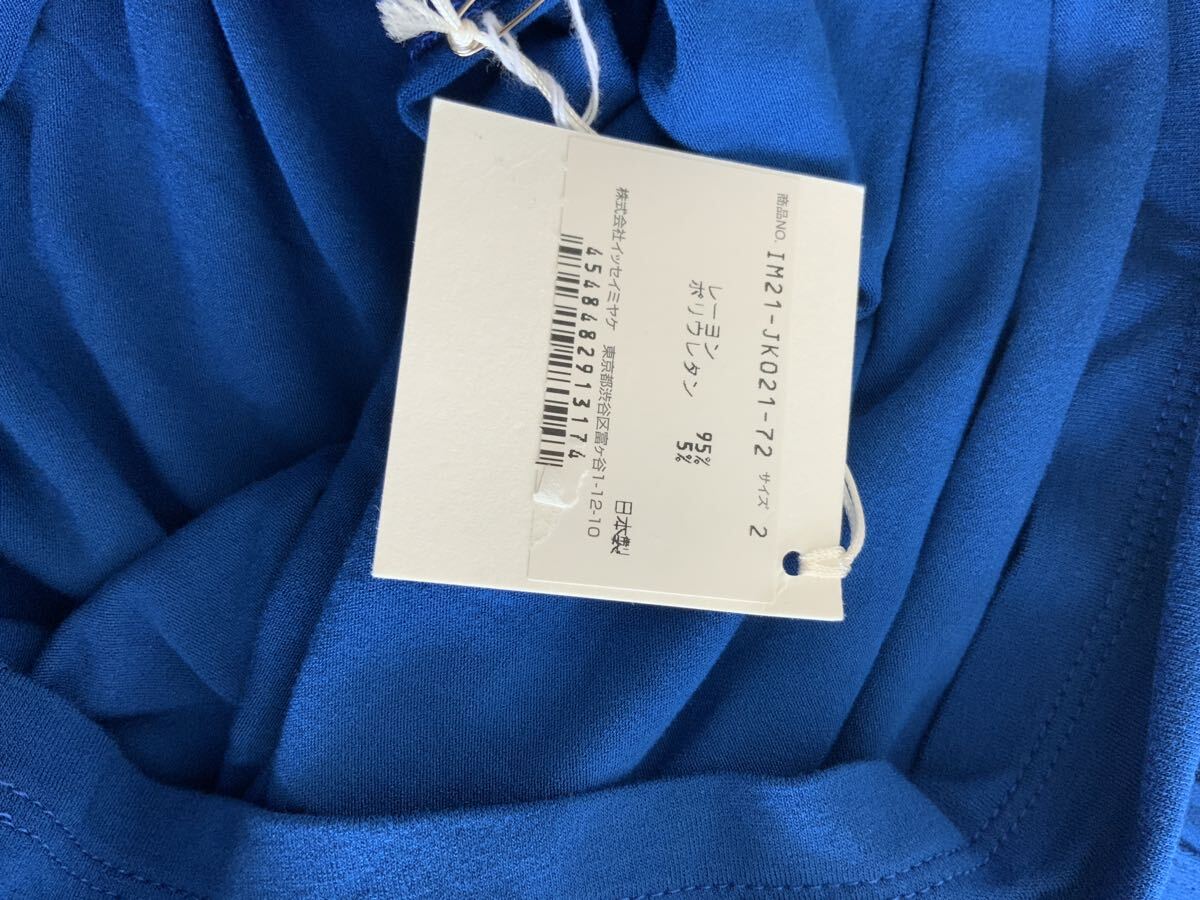 商品NO. IM21-JK021-72 サイズ 2
レーヨン 95%
ポリウレタン 5%
日本製
株式会社イッセイミヤケ 東京都渋谷区富ヶ谷1-12-10
4548482913174